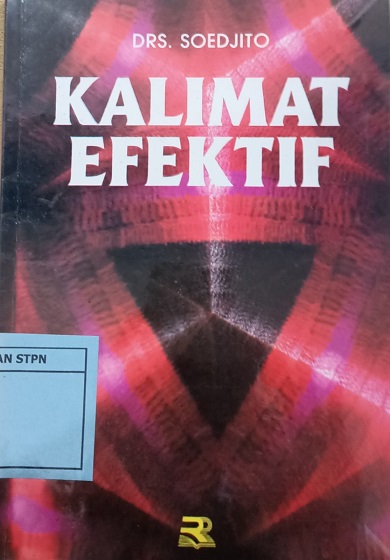 DRS. SOEDJITO
KALIMAT
EFEKTIF
AN STPN